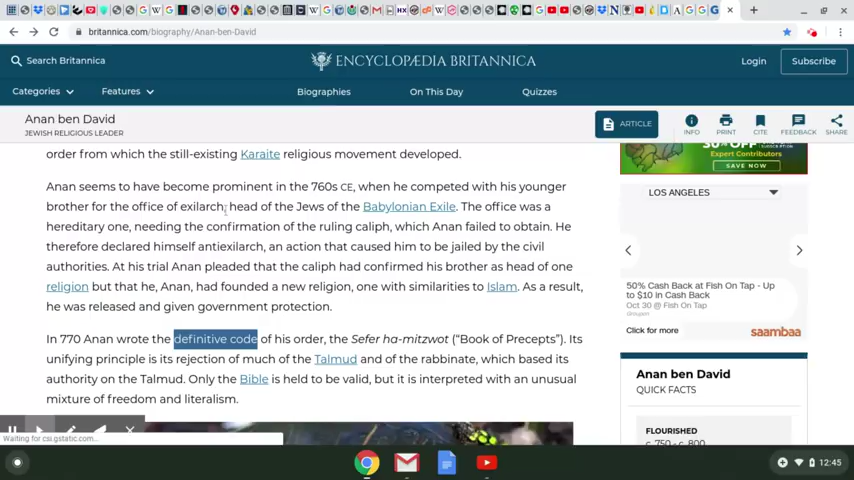 britannica.com/biography/Anan-ben-David
Search Britannica
ENCYCLOPÆDIA BRITANNICA
Login
Subscribe
Categories
Features
Biographies
On This Day
Quizzes
Anan ben David
JEWISH RELIGIOUS LEADER
ARTICLE
INFO
PRINT
CITE
FEEDBACK
SHARE
order from which the still-existing Karaite religious movement developed.
Anan seems to have become prominent in the 760s CE, when he competed with his younger
brother for the office of exilarch, head of the Jews of the Babylonian Exile. The office was a
hereditary one, needing the confirmation of the ruling caliph, which Anan failed to obtain. He
therefore declared himself antiexilarch, an action that caused him to be jailed by the civil
authorities. At his trial Anan pleaded that the caliph had confirmed his brother as head of one
religion but that he, Anan, had founded a new religion, one with similarities to Islam. As a result,
he was released and given government protection.
In 770 Anan wrote the definitive code of his order, the Sefer ha-mitzwot (“Book of Precepts”). Its
unifying principle is its rejection of much of the Talmud and of the rabbinate, which based its
authority on the Talmud. Only the Bible is held to be valid, but it is interpreted with an unusual
mixture of freedom and literalism.
Expert Contributors
SAVE NOW
LOS ANGELES
50% Cash Back at Fish On Tap - Up
to $10 in Cash Back
Oct 30 @ Fish On Tap
Click for more
saambaa
Anan ben David
QUICK FACTS
FLOURISHED
c. 750 - c. 800
Waiting for csi.gstatic.com...
12:45